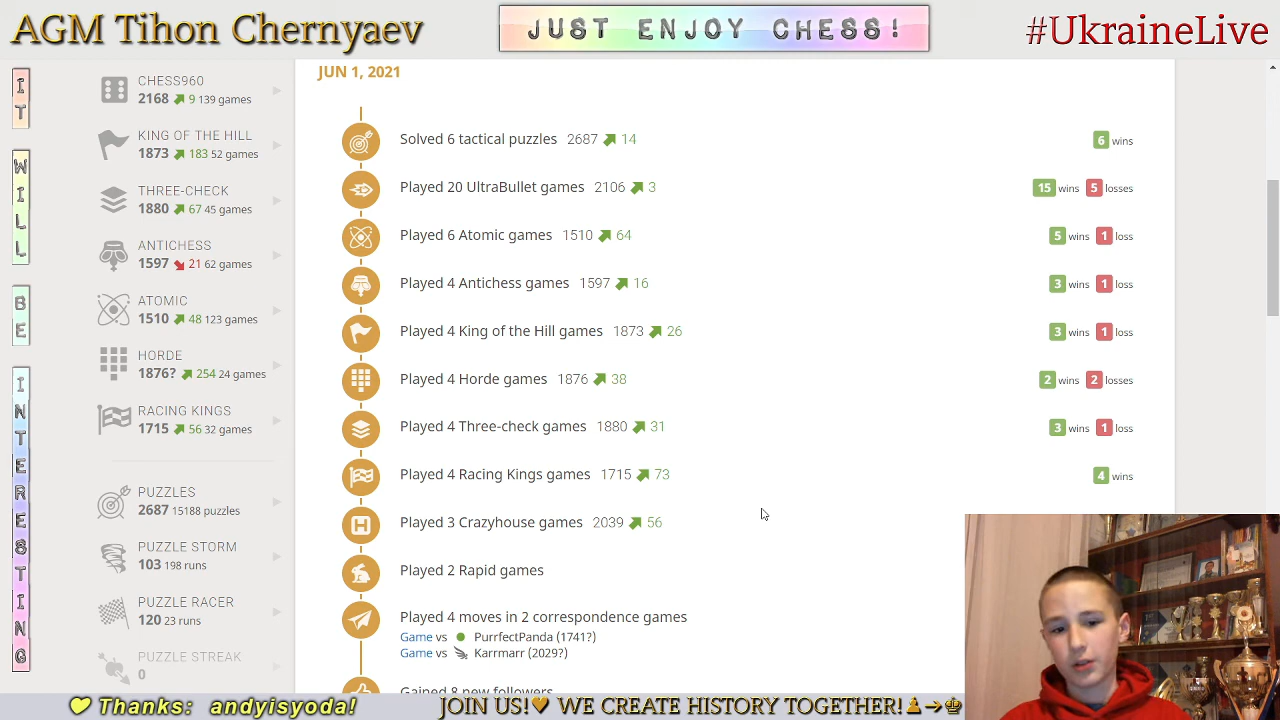 AGM Tihon Chernyaev
JUST ENJOY CHESS!
#UkraineLive
IT
WILL
BE
INTERESTING
CHESS960
2168 9 139 games
KING OF THE HILL
1873 183 52 games
THREE-CHECK
1880 67 45 games
ANTICHESS
1597 21 62 games
ATOMIC
1510 48 123 games
HORDE
1876? 254 24 games
RACING KINGS
1715 56 32 games
PUZZLES
2687 15188 puzzles
PUZZLE STORM
103 198 runs
PUZZLE RACER
120 23 runs
PUZZLE STREAK
0
JUN 1, 2021
Solved 6 tactical puzzles 2687 14 6 wins
Played 20 UltraBullet games 2106 3 15 wins 5 losses
Played 6 Atomic games 1510 64 5 wins 1 loss
Played 4 Antichess games 1597 16 3 wins 1 loss
Played 4 King of the Hill games 1873 26 3 wins 1 loss
Played 4 Horde games 1876 38 2 wins 2 losses
Played 4 Three-check games 1880 31 3 wins 1 loss
Played 4 Racing Kings games 1715 73 4 wins
Played 3 Crazyhouse games 2039 56
Played 2 Rapid games
Played 4 moves in 2 correspondence games
Game vs PurrfectPanda (1741?)
Game vs Karrmarr (2029?)
Gained 8 new followers
Thanks: andyisyoda!
JOIN US! WE CREATE HISTORY TOGETHER!